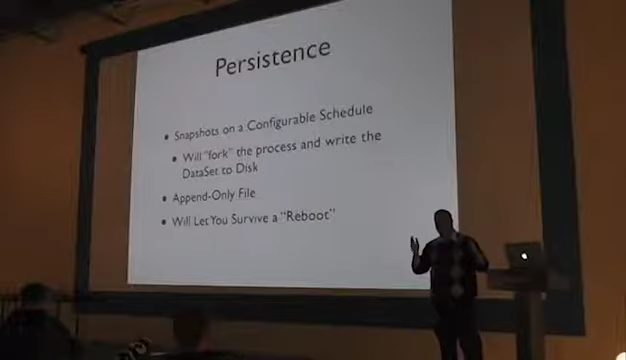 Persistence
• Snapshots on a Configurable Schedule
• Will "fork" the process and write the
DataSet to Disk
• Append-Only File
• Will Let You Survive a "Reboot"